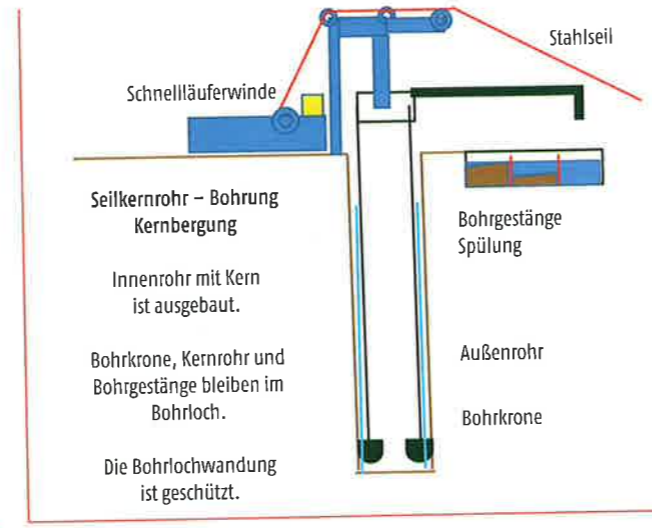 Stahlseil
Schnellläuferwinde
Seilkernrohr – Bohrung
Kernbergung
Innenrohr mit Kern
ist ausgebaut.
Bohrkrone, Kernrohr und
Bohrgestänge bleiben im
Bohrloch.
Die Bohrlochwandung
ist geschützt.
Bohrgestänge
Spülung
Außenrohr
Bohrkrone